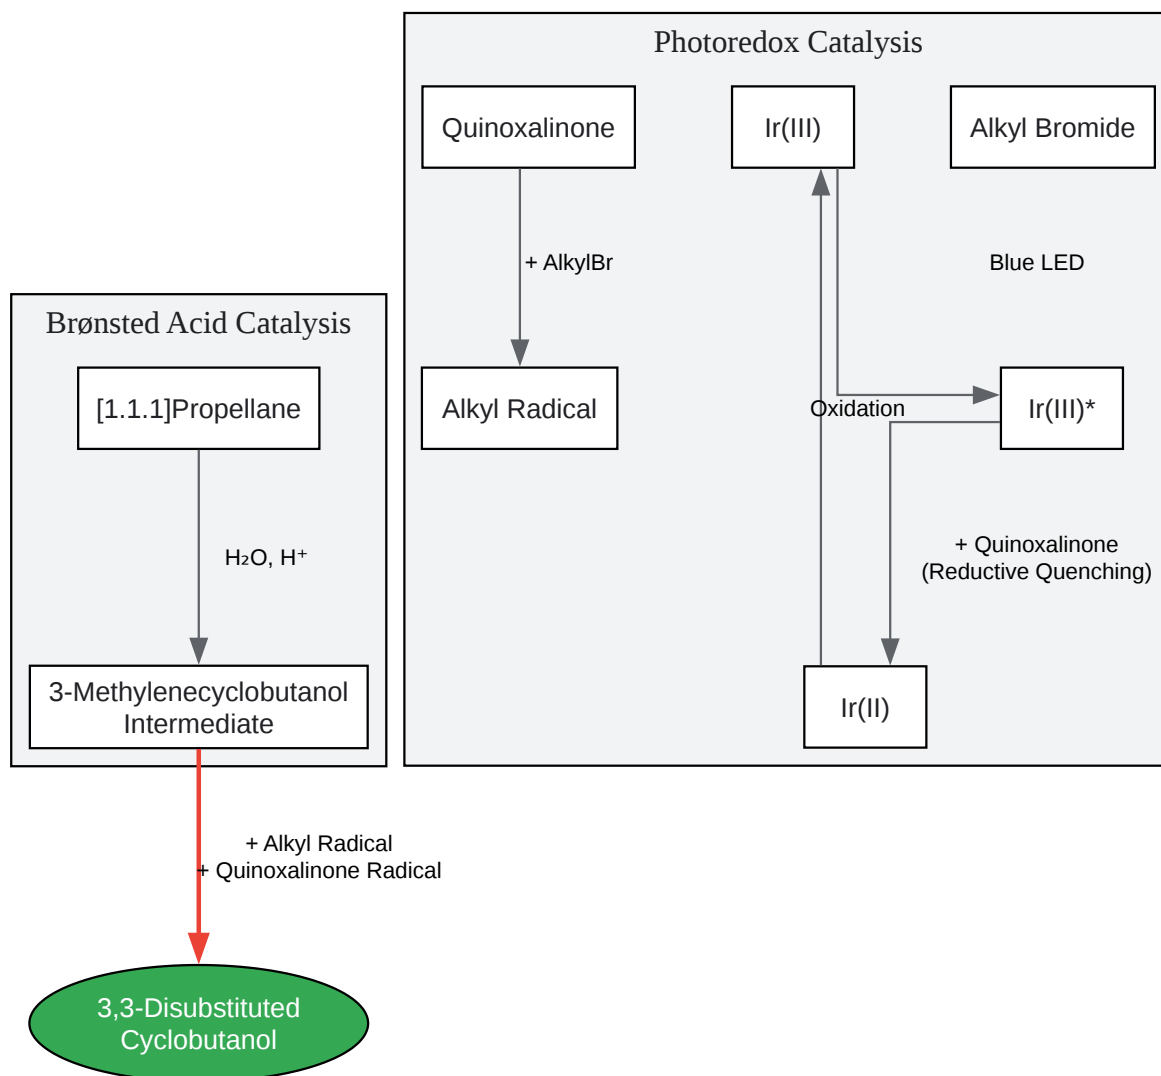 Photoredox Catalysis
Quinoxalinone
Ir(III)
Alkyl Bromide
+ AlkylBr
Blue LED
Brønsted Acid Catalysis
[1.1.1]Propellane
Alkyl Radical
Oxidation
Ir(III)*
H₂O, H⁺
+ Quinoxalinone
(Reductive Quenching)
3-Methylenecyclobutanol
Intermediate
Ir(II)
+ Alkyl Radical
+ Quinoxalinone Radical
3,3-Disubstituted
Cyclobutanol